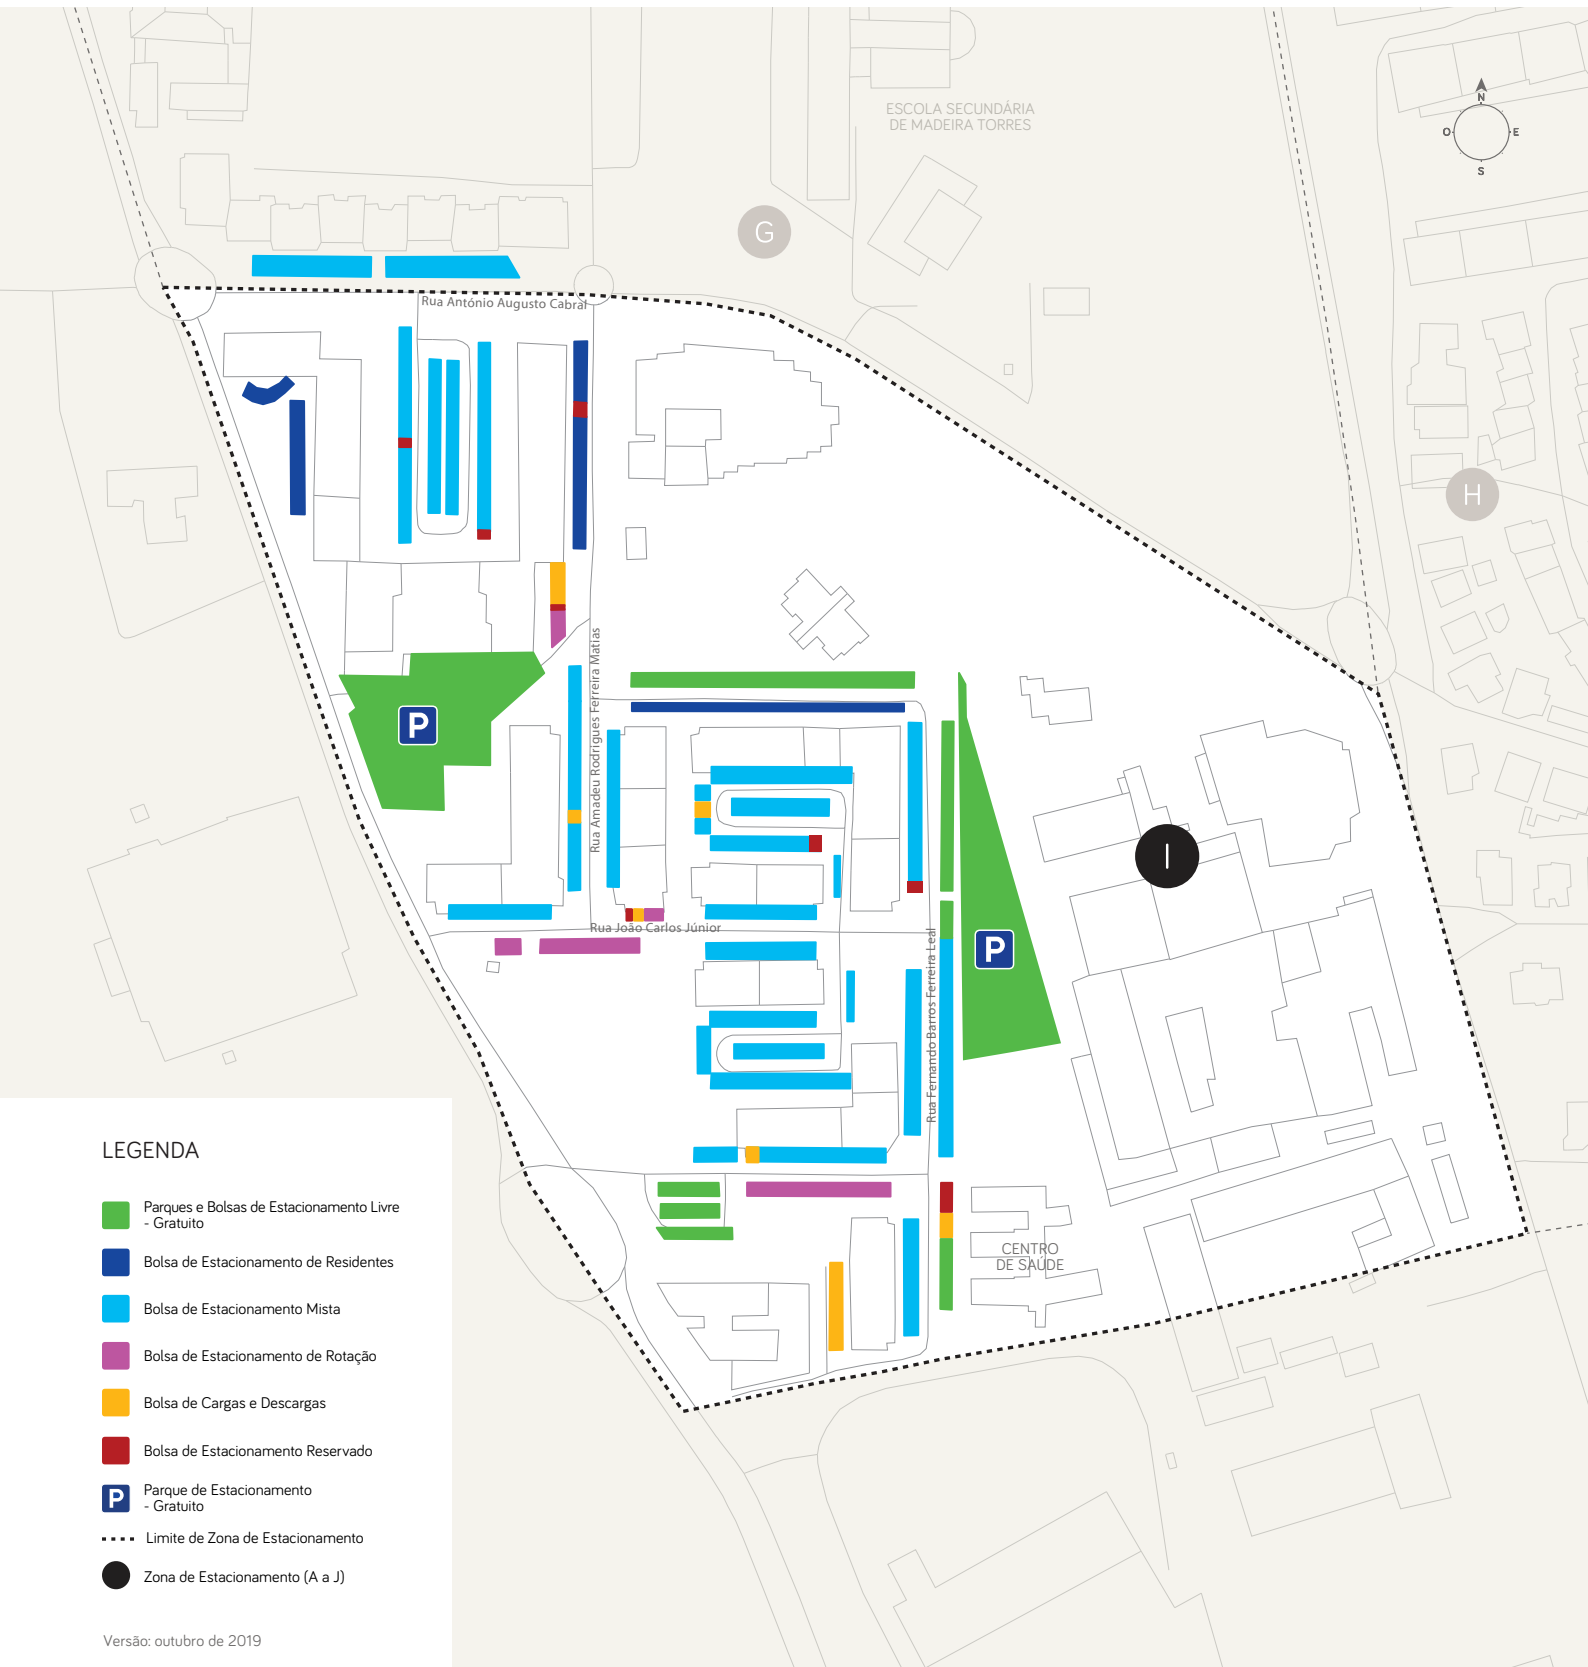 ESCOLA SECUNDÁRIA
DE MADEIRA TORRES
N
O
E
S
G
H
Rua António Augusto Cabral
Rua Amadeu Rodrigues Ferreira Matias
P
I
Rua João Carlos Júnior
Rua Fernando Barros Ferreira Leal
P
CENTRO
DE SAÚDE
LEGENDA
Parques e Bolsas de Estacionamento Livre
- Gratuito
Bolsa de Estacionamento de Residentes
Bolsa de Estacionamento Mista
Bolsa de Estacionamento de Rotação
Bolsa de Cargas e Descargas
Bolsa de Estacionamento Reservado
P
Parque de Estacionamento
- Gratuito
Limite de Zona de Estacionamento
Zona de Estacionamento (A a J)
Versão: outubro de 2019